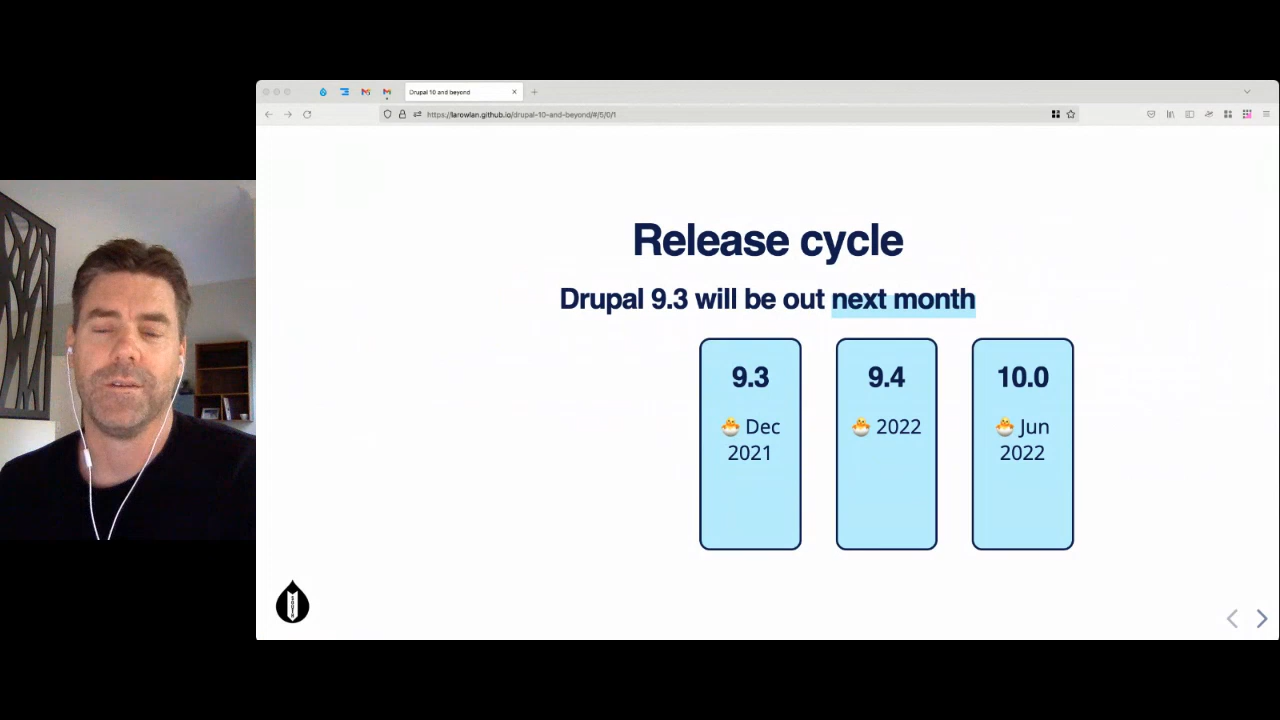 Drupal 10 and beyond
https://larowlan.github.io/drupal-10-and-beyond/#/5/0/1
Release cycle
Drupal 9.3 will be out next month
9.3
🐣 Dec
2021
9.4
🐣 2022
10.0
🐣 Jun
2022